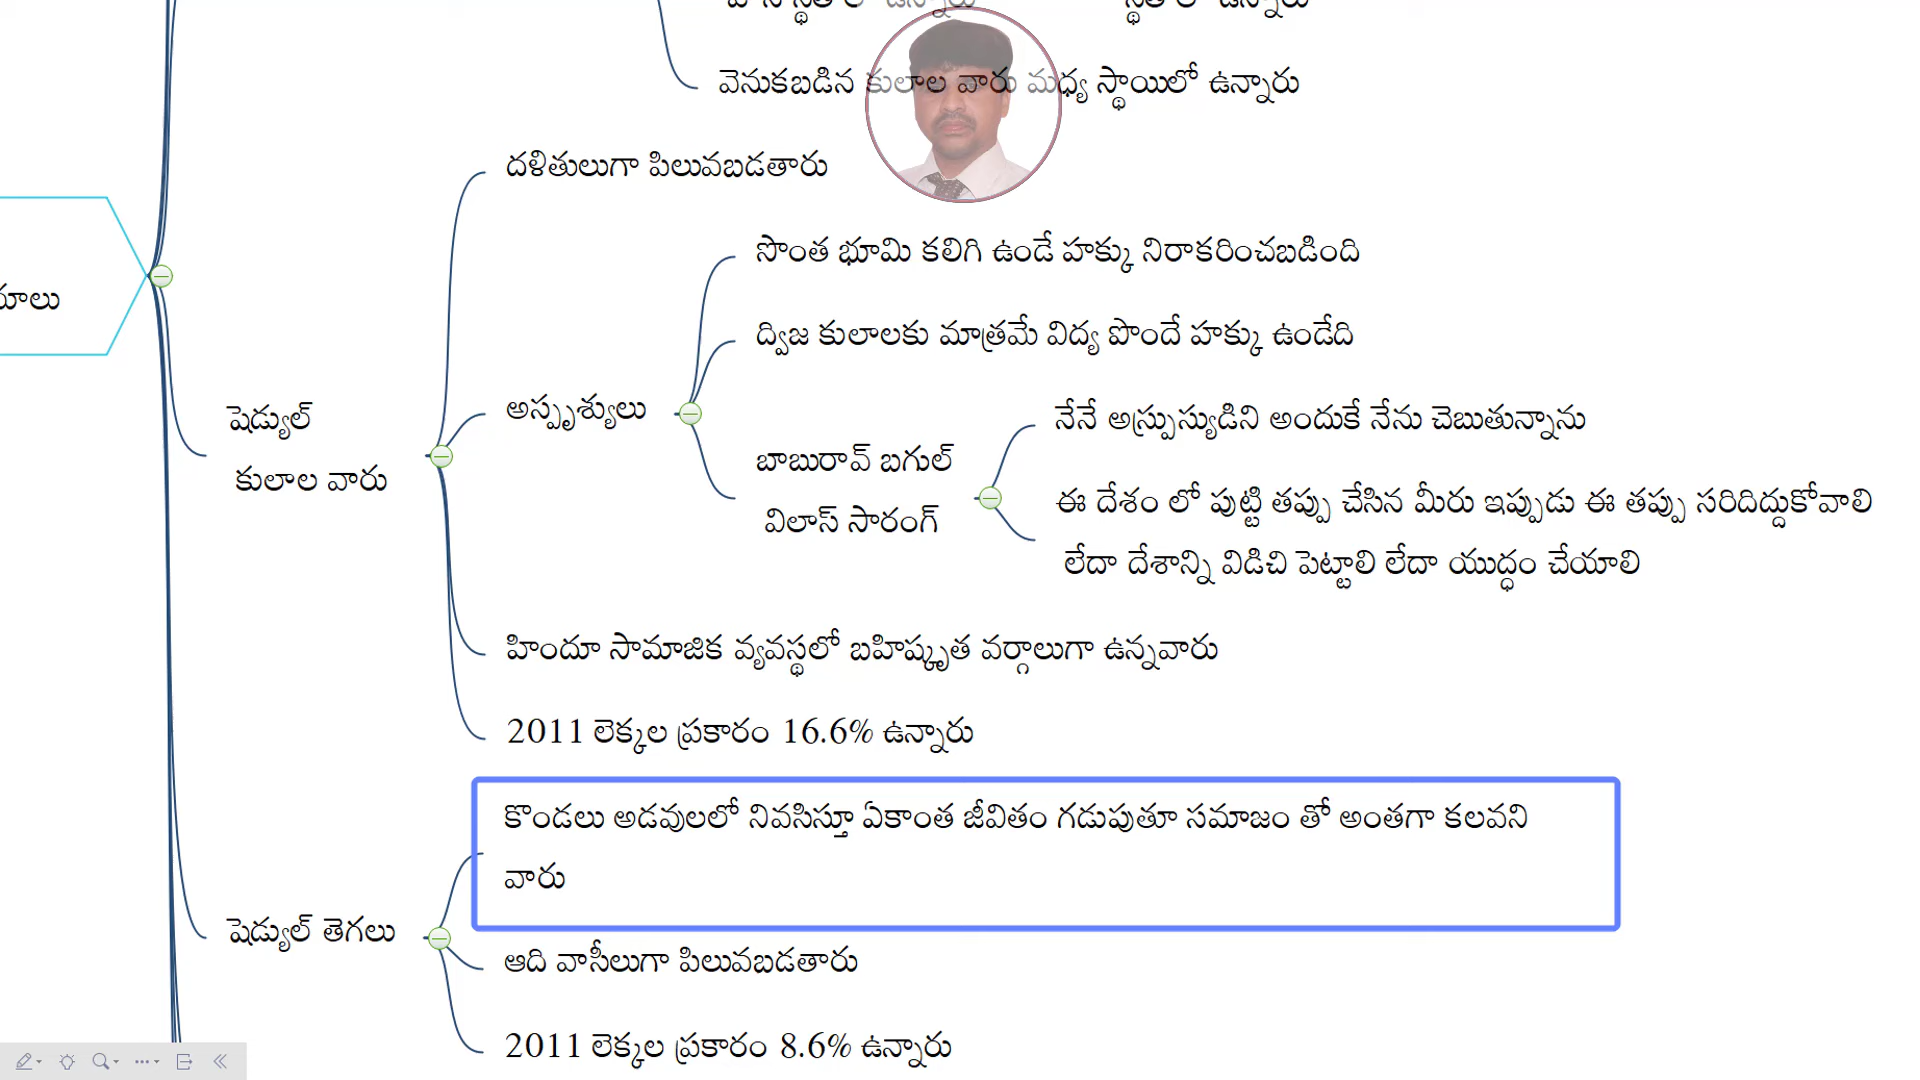 స్థితి లో ఉన్నారు
వెనుకబడిన కులాల వారు మధ్య స్థాయిలో ఉన్నారు
దళితులుగా పిలువబడతారు
సొంత భూమి కలిగి ఉండే హక్కు నిరాకరించబడింది
ద్విజ కులాలకు మాత్రమే విద్య పొందే హక్కు ఉండేది
అస్పృశ్యులు
నేనే అస్ప్రుస్యుడిని అందుకే నేను చెబుతున్నాను
బాబురావ్ బగుల్
విలాస్ సారంగ్
ఈ దేశం లో పుట్టి తప్పు చేసిన మీరు ఇప్పుడు ఈ తప్పు సరిదిద్దుకోవాలి
లేదా దేశాన్ని విడిచి పెట్టాలి లేదా యుద్ధం చేయాలి
షెడ్యుల్
కులాల వారు
హిందూ సామాజిక వ్యవస్థలో బహిష్కృత వర్గాలుగా ఉన్నవారు
2011 లెక్కల ప్రకారం 16.6% ఉన్నారు
కొండలు అడవులలో నివసిస్తూ ఏకాంత జీవితం గడుపుతూ సమాజం తో అంతగా కలవని
వారు
షెడ్యుల్ తెగలు
ఆది వాసీలుగా పిలువబడతారు
2011 లెక్కల ప్రకారం 8.6% ఉన్నారు